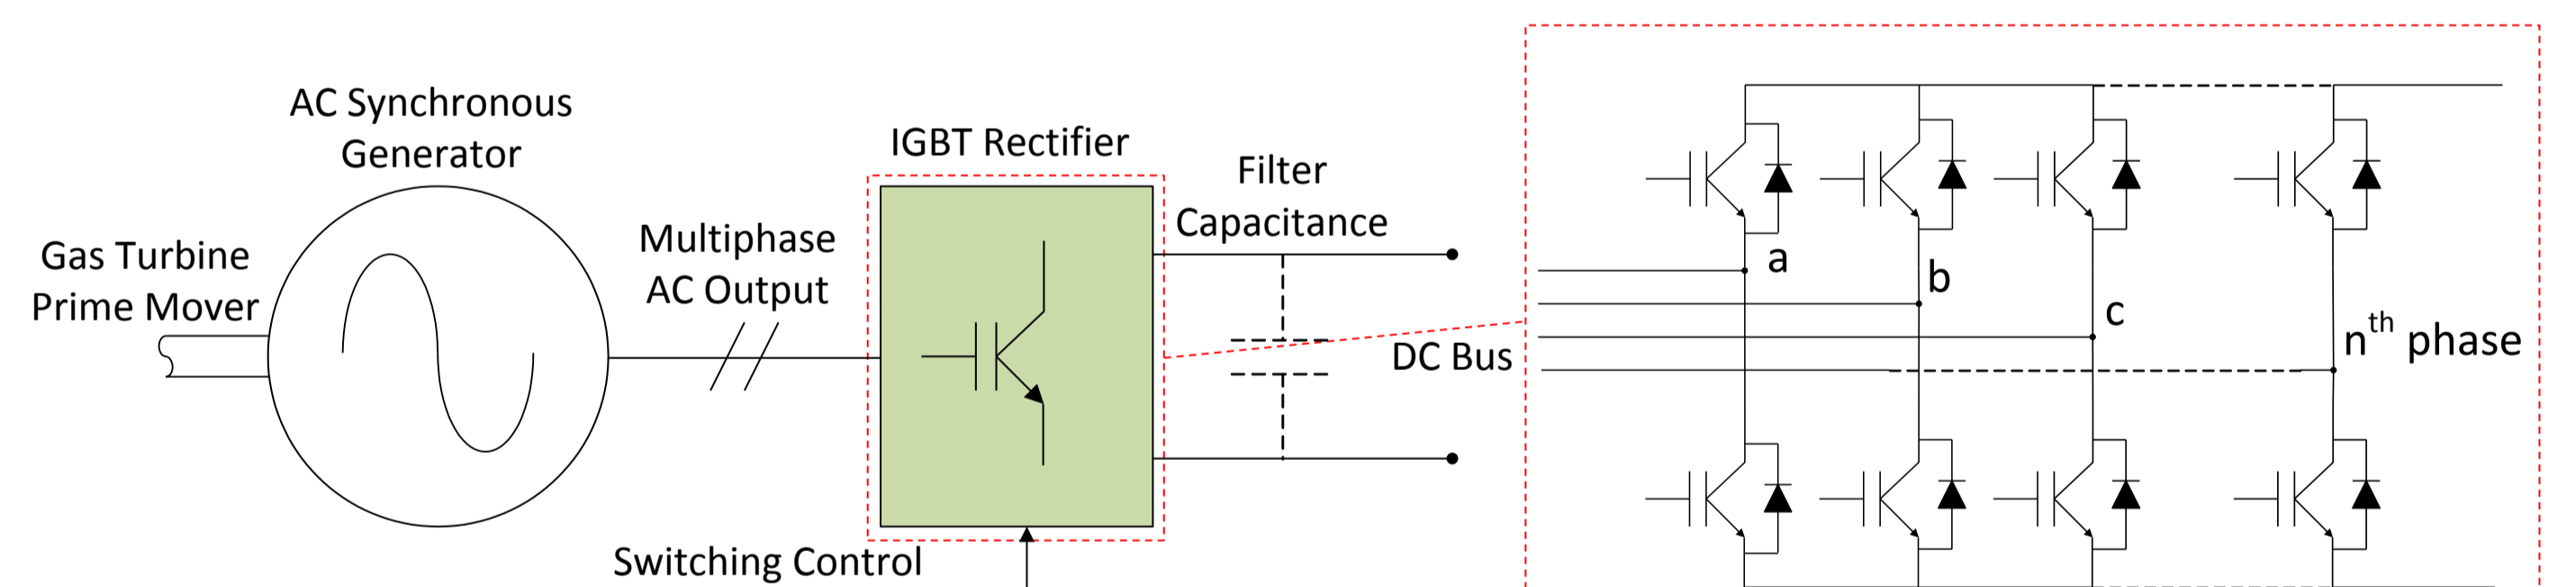 AC Synchronous
Generator
Gas Turbine
Prime Mover
Multiphase
AC Output
IGBT Rectifier
Filter
Capacitance
DC Bus
Switching Control
a
b
c
nth phase